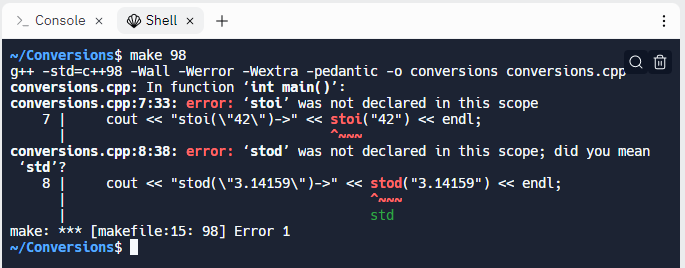 Console × Shell × +
~/Conversions$ make 98
g++ -std=c++98 -Wall -Werror -Wextra -pedantic -o conversions conversions.cpp
conversions.cpp: In function ‘int main()’:
conversions.cpp:7:33: error: ‘stoi’ was not declared in this scope
    7 |     cout << "stoi(\"42\")->" << stoi("42") << endl;
      |                                 ^~~~
conversions.cpp:8:38: error: ‘stod’ was not declared in this scope; did you mean
 ‘std’?
    8 |     cout << "stod(\"3.14159\")->" << stod("3.14159") << endl;
      |                                      ^~~~
      |                                      std
make: *** [makefile:15: 98] Error 1
~/Conversions$